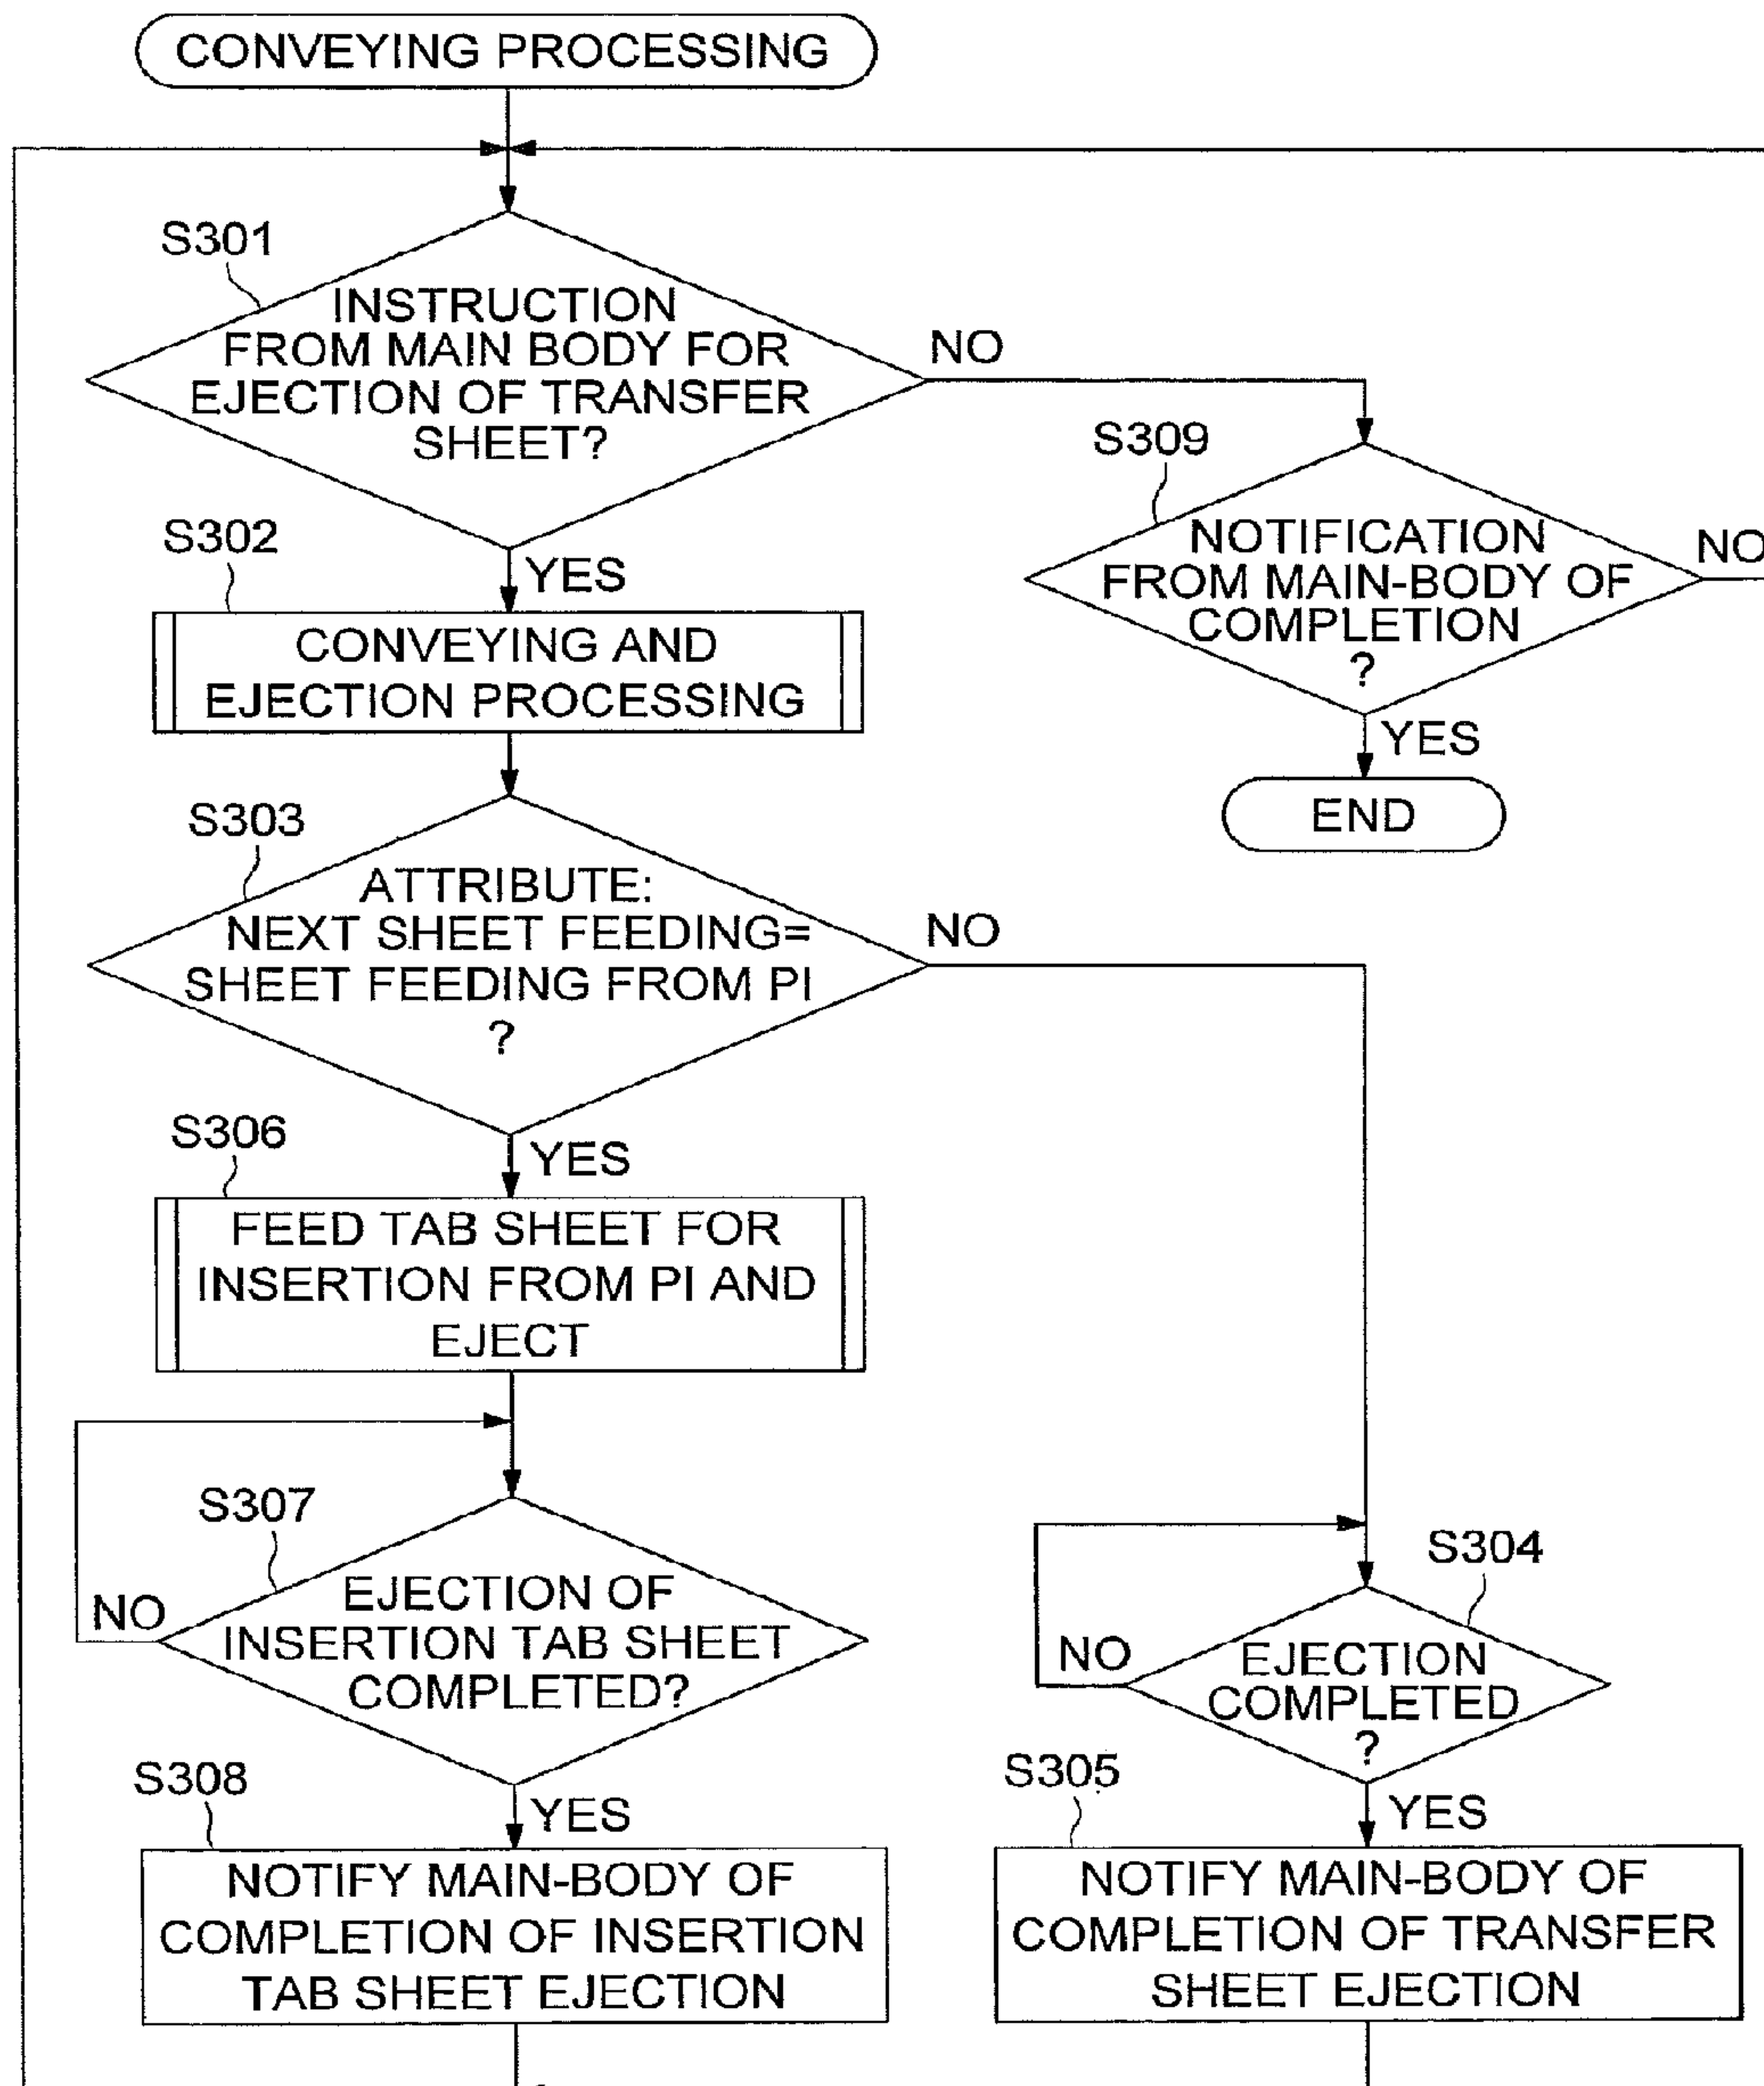 CONVEYING PROCESSING
S301
INSTRUCTION
FROM MAIN BODY FOR
EJECTION OF TRANSFER
SHEET?
NO
YES
S309
NOTIFICATION
FROM MAIN-BODY OF
COMPLETION
?
NO
YES
END
S302
CONVEYING AND
EJECTION PROCESSING
S303
ATTRIBUTE:
NEXT SHEET FEEDING=
SHEET FEEDING FROM PI
?
NO
YES
S306
FEED TAB SHEET FOR
INSERTION FROM PI AND
EJECT
S307
EJECTION OF
INSERTION TAB SHEET
COMPLETED?
NO
YES
S304
EJECTION
COMPLETED
?
NO
YES
S308
NOTIFY MAIN-BODY OF
COMPLETION OF INSERTION
TAB SHEET EJECTION
S305
NOTIFY MAIN-BODY OF
COMPLETION OF TRANSFER
SHEET EJECTION